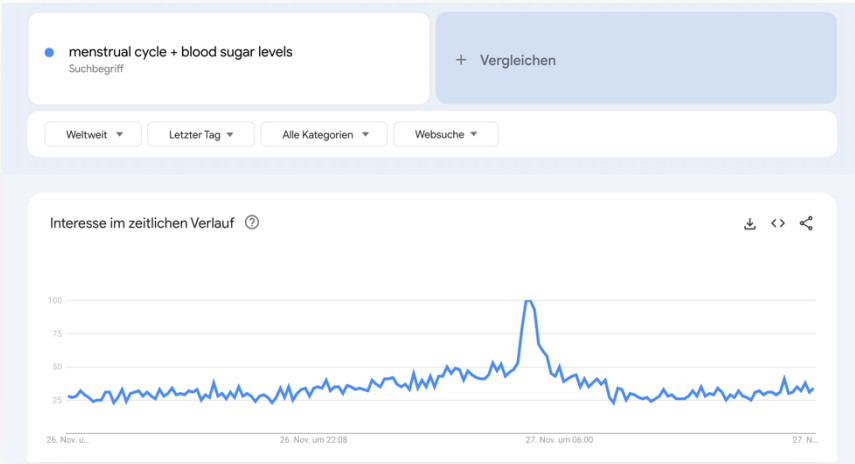 menstrual cycle + blood sugar levels
Suchbegriff
+ Vergleichen
Weltweit
Letzter Tag
Alle Kategorien
Websuche
Interesse im zeitlichen Verlauf
100
75
50
25
26. Nov. u...
26. Nov. um 22:08
27. Nov. um 06:00
27. N...